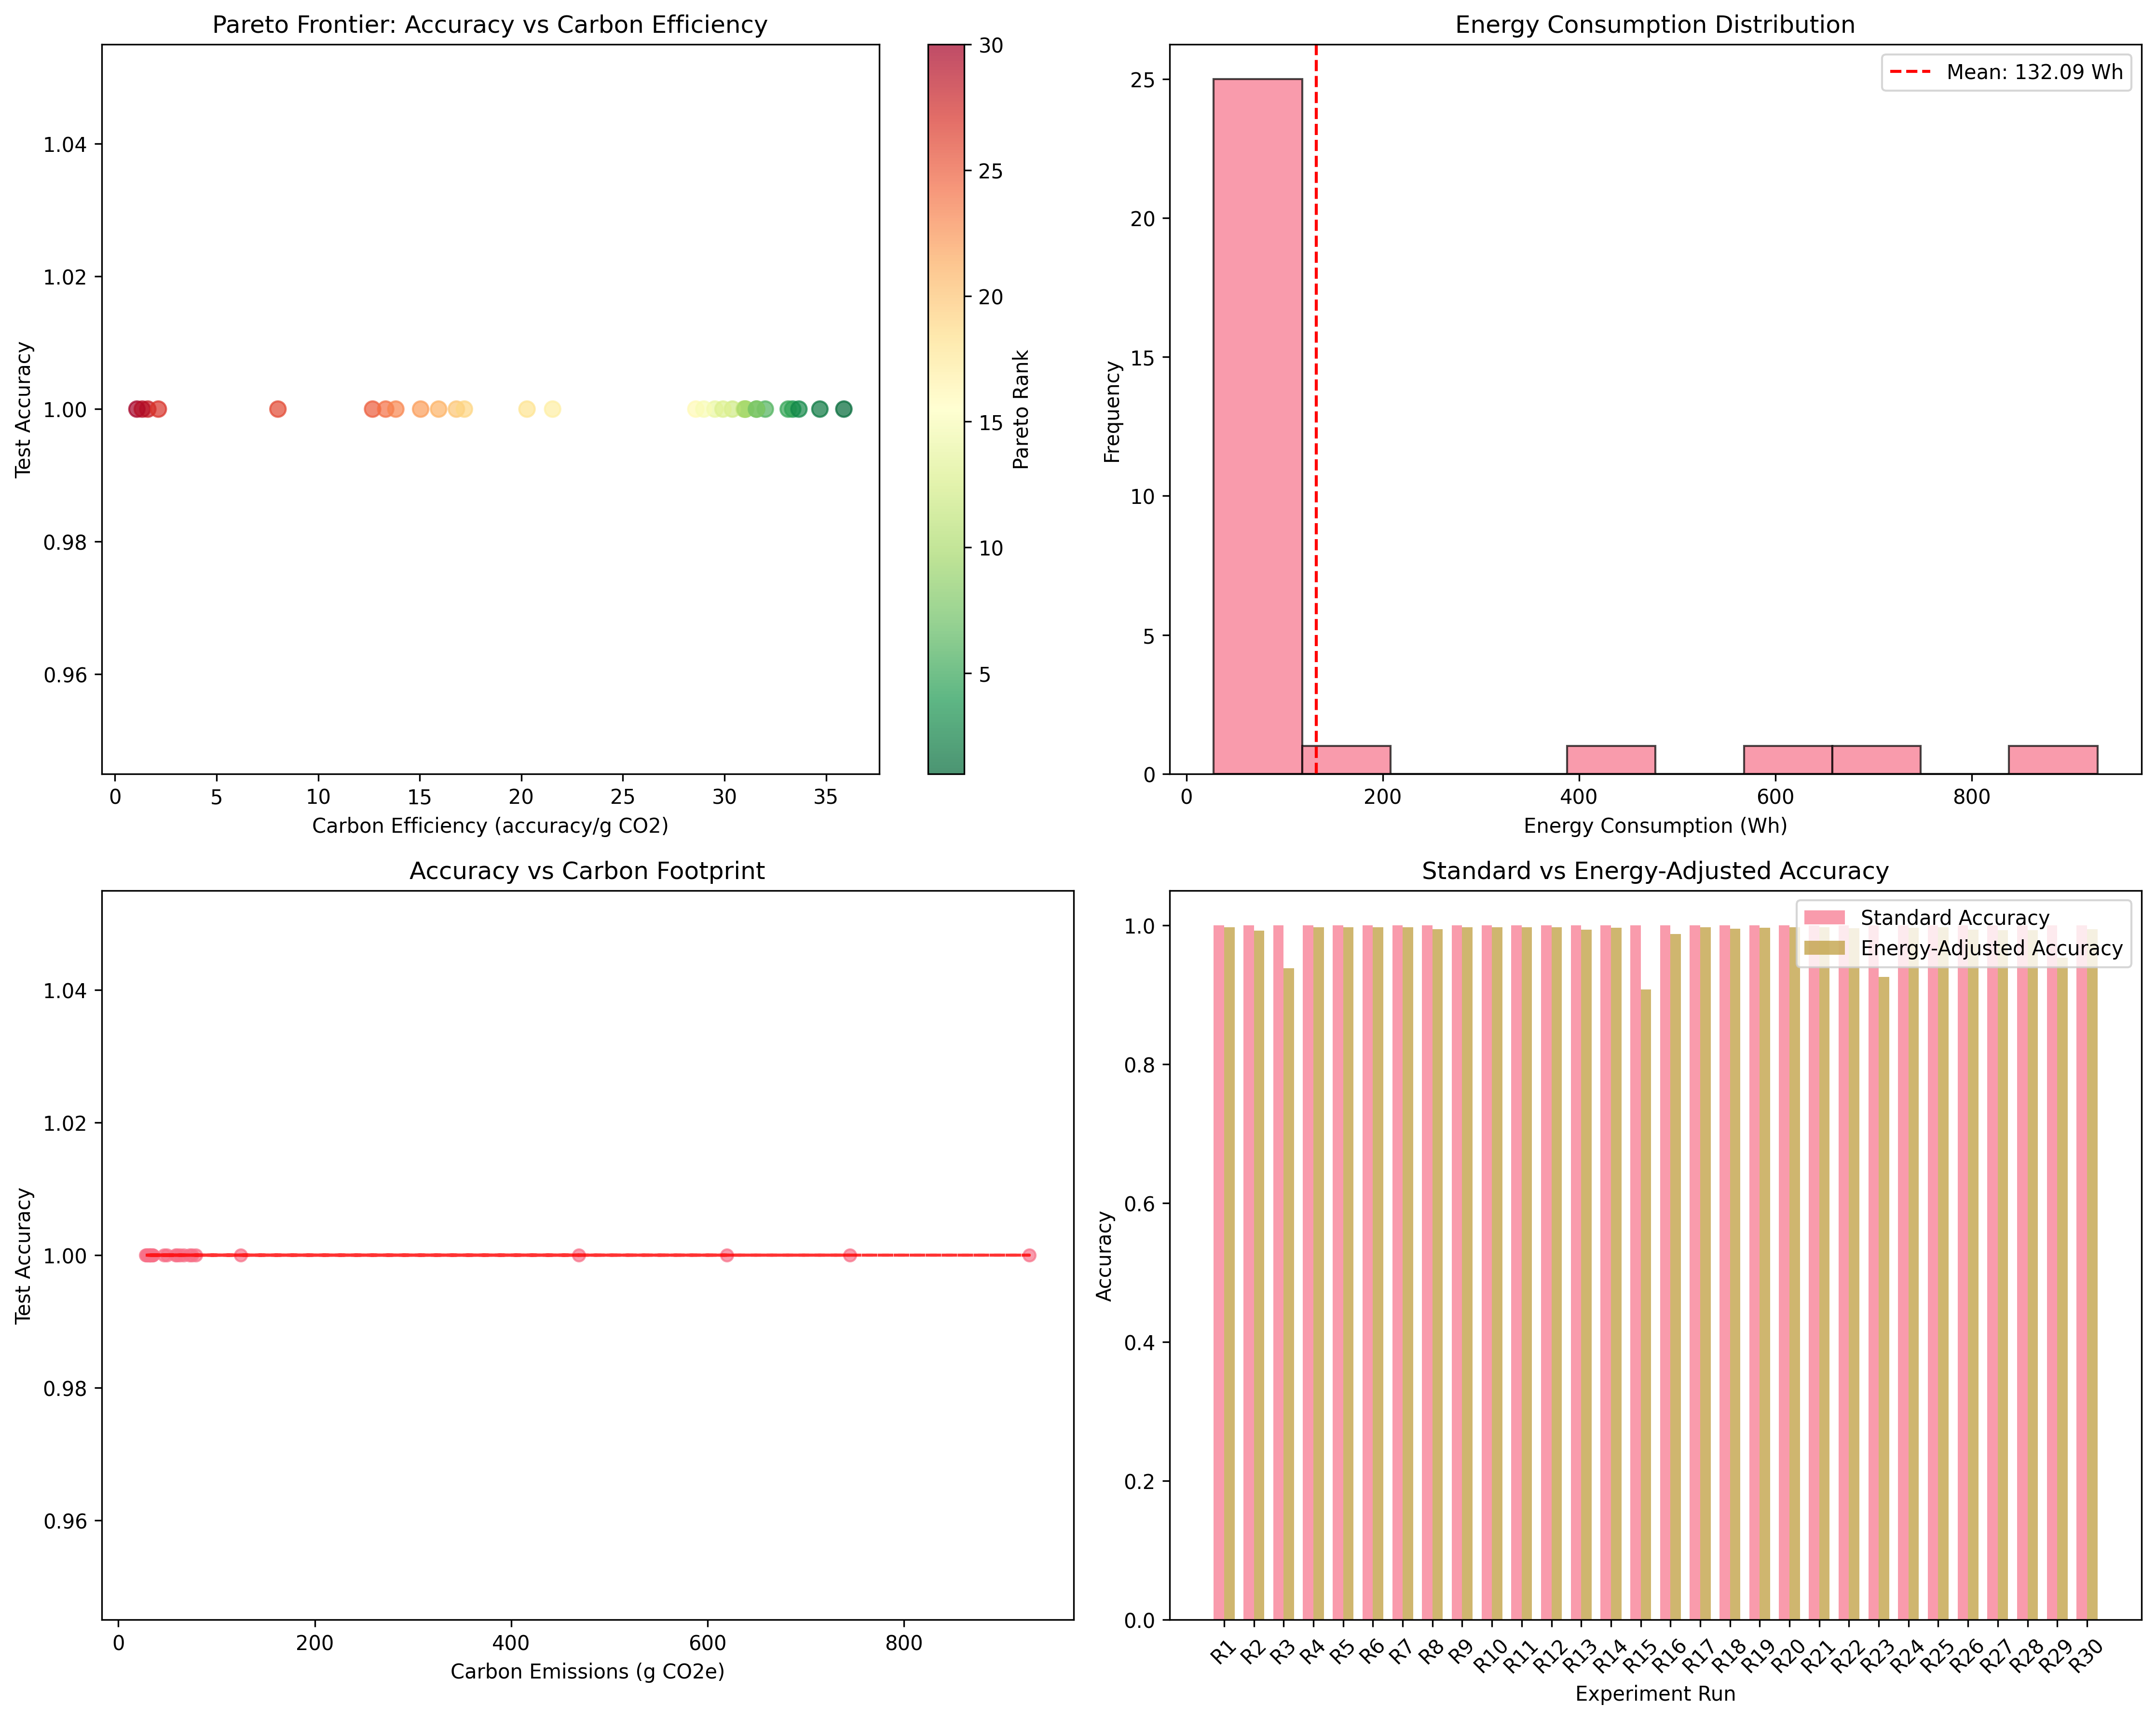 Pareto Frontier: Accuracy vs Carbon Efficiency
1.04
1.02
1.00
0.98
0.96
Test Accuracy
0 5 10 15 20 25 30 35
Carbon Efficiency (accuracy/g CO2)
30
25
20
15
10
5
Pareto Rank
Energy Consumption Distribution
Mean: 132.09 Wh
25
20
15
10
5
0
Frequency
0 200 400 600 800
Energy Consumption (Wh)
Accuracy vs Carbon Footprint
1.04
1.02
1.00
0.98
0.96
Test Accuracy
0 200 400 600 800
Carbon Emissions (g CO2e)
Standard vs Energy-Adjusted Accuracy
Standard Accuracy
Energy-Adjusted Accuracy
1.0
0.8
0.6
0.4
0.2
0.0
Accuracy
R1 R2 R3 R4 R5 R6 R7 R8 R9 R10 R11 R12 R13 R14 R15 R16 R17 R18 R19 R20 R21 R22 R23 R24 R25 R26 R27 R28 R29 R30
Experiment Run